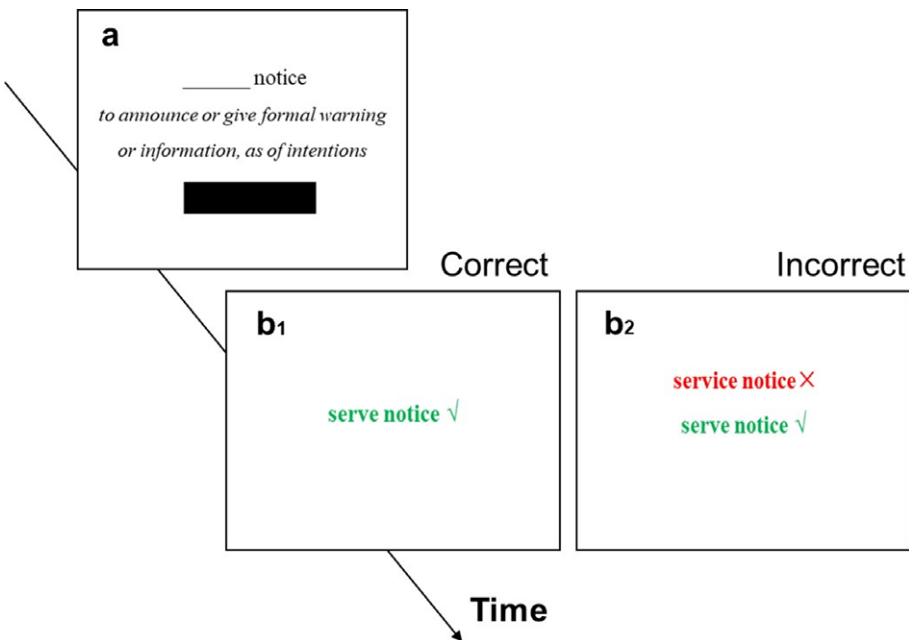 a
______ notice
to announce or give formal warning
or information, as of intentions
Correct
Incorrect
b1
serve notice √
b2
service notice ×
serve notice √
Time